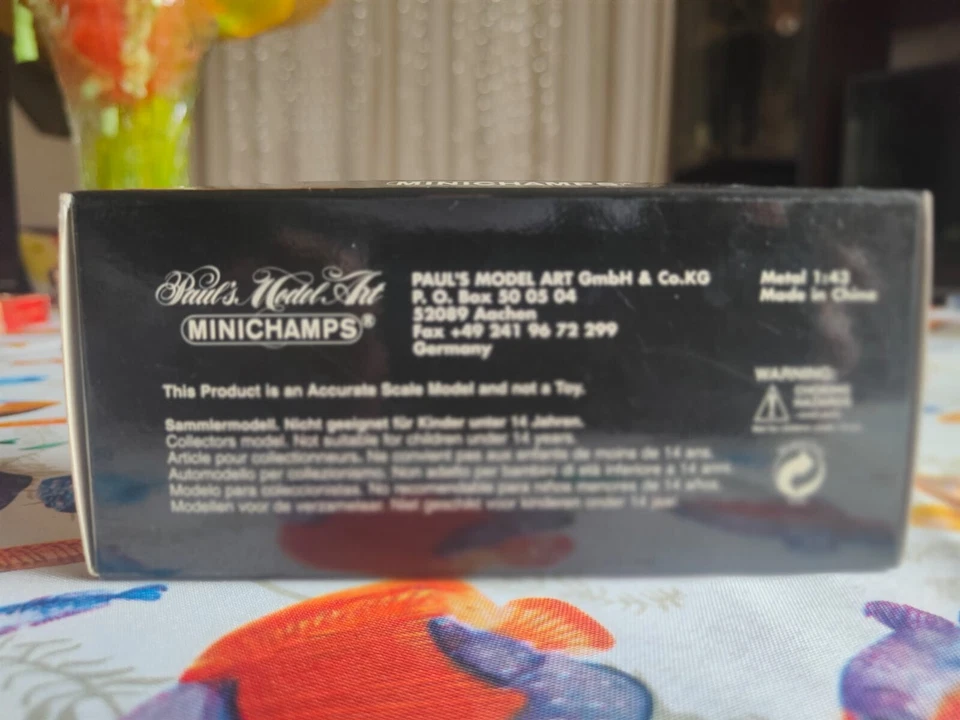 MINICHAMPS
Paul's Model Art
MINICHAMPS®
PAUL'S MODEL ART GmbH & Co.KG
P. O. Box 50 05 04
52089 Aachen
Fax +49 241 96 72 299
Germany
Metal 1:43
Made in China
This Product is an Accurate Scale Model and not a Toy.
Sammlermodell. Nicht geeignet für Kinder unter 14 Jahren.
Collectors model. Not suitable for children under 14 years.
Article pour collectionneurs. Ne convient pas aux enfants de moins de 14 ans.
Automodello per collezionismo. Non adatto per bambini di età inferiore a 14 anni.
Modelo para coleccionistas. No recomendable para niños menores de 14 años.
Modellen voor de verzamelaar. Niet geschikt voor kinderen onder 14 jaar
WARNING:
CHOKING
HAZARDS